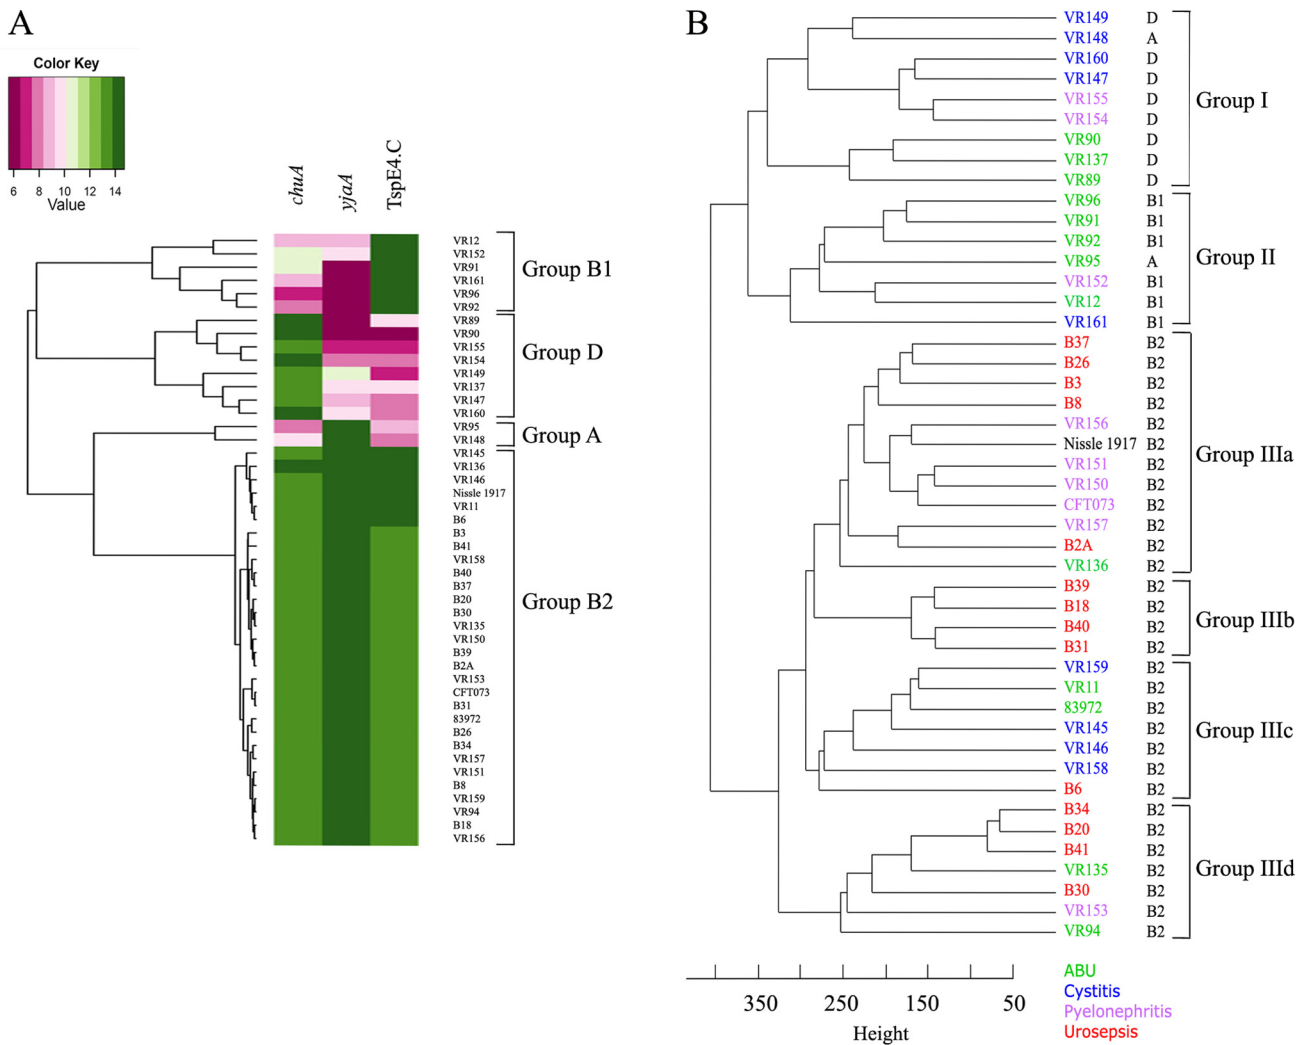 A
Color Key
6 8 10 12 14
Value
chuA
yjaA
TspE4.C
VR12
VR152
VR91
VR161
VR96
VR92
Group B1
VR89
VR90
VR155
VR154
VR149
VR137
VR147
VR160
Group D
VR95
VR148
Group A
VR145
VR136
VR146
Nissle 1917
VR11
B6
B3
B41
VR158
B40
B37
B20
B30
VR135
VR150
B39
B2A
VR153
CFT073
B31
83972
B26
B34
VR157
VR151
B8
VR159
VR94
B18
VR156
Group B2
B
VR149 D
VR148 A
VR160 D
VR147 D
VR155 D
VR154 D
VR90 D
VR137 D
VR89 D
Group I
VR96 B1
VR91 B1
VR92 B1
VR95 A
VR152 B1
VR12 B1
VR161 B1
Group II
B37 B2
B26 B2
B3 B2
B8 B2
VR156 B2
Nissle 1917 B2
VR151 B2
VR150 B2
CFT073 B2
VR157 B2
B2A B2
VR136 B2
Group IIIa
B39 B2
B18 B2
B40 B2
B31 B2
Group IIIb
VR159 B2
VR11 B2
83972 B2
VR145 B2
VR146 B2
VR158 B2
B6 B2
Group IIIc
B34 B2
B20 B2
B41 B2
VR135 B2
B30 B2
VR153 B2
VR94 B2
Group IIId
350 250 150 50
Height
ABU
Cystitis
Pyelonephritis
Urosepsis